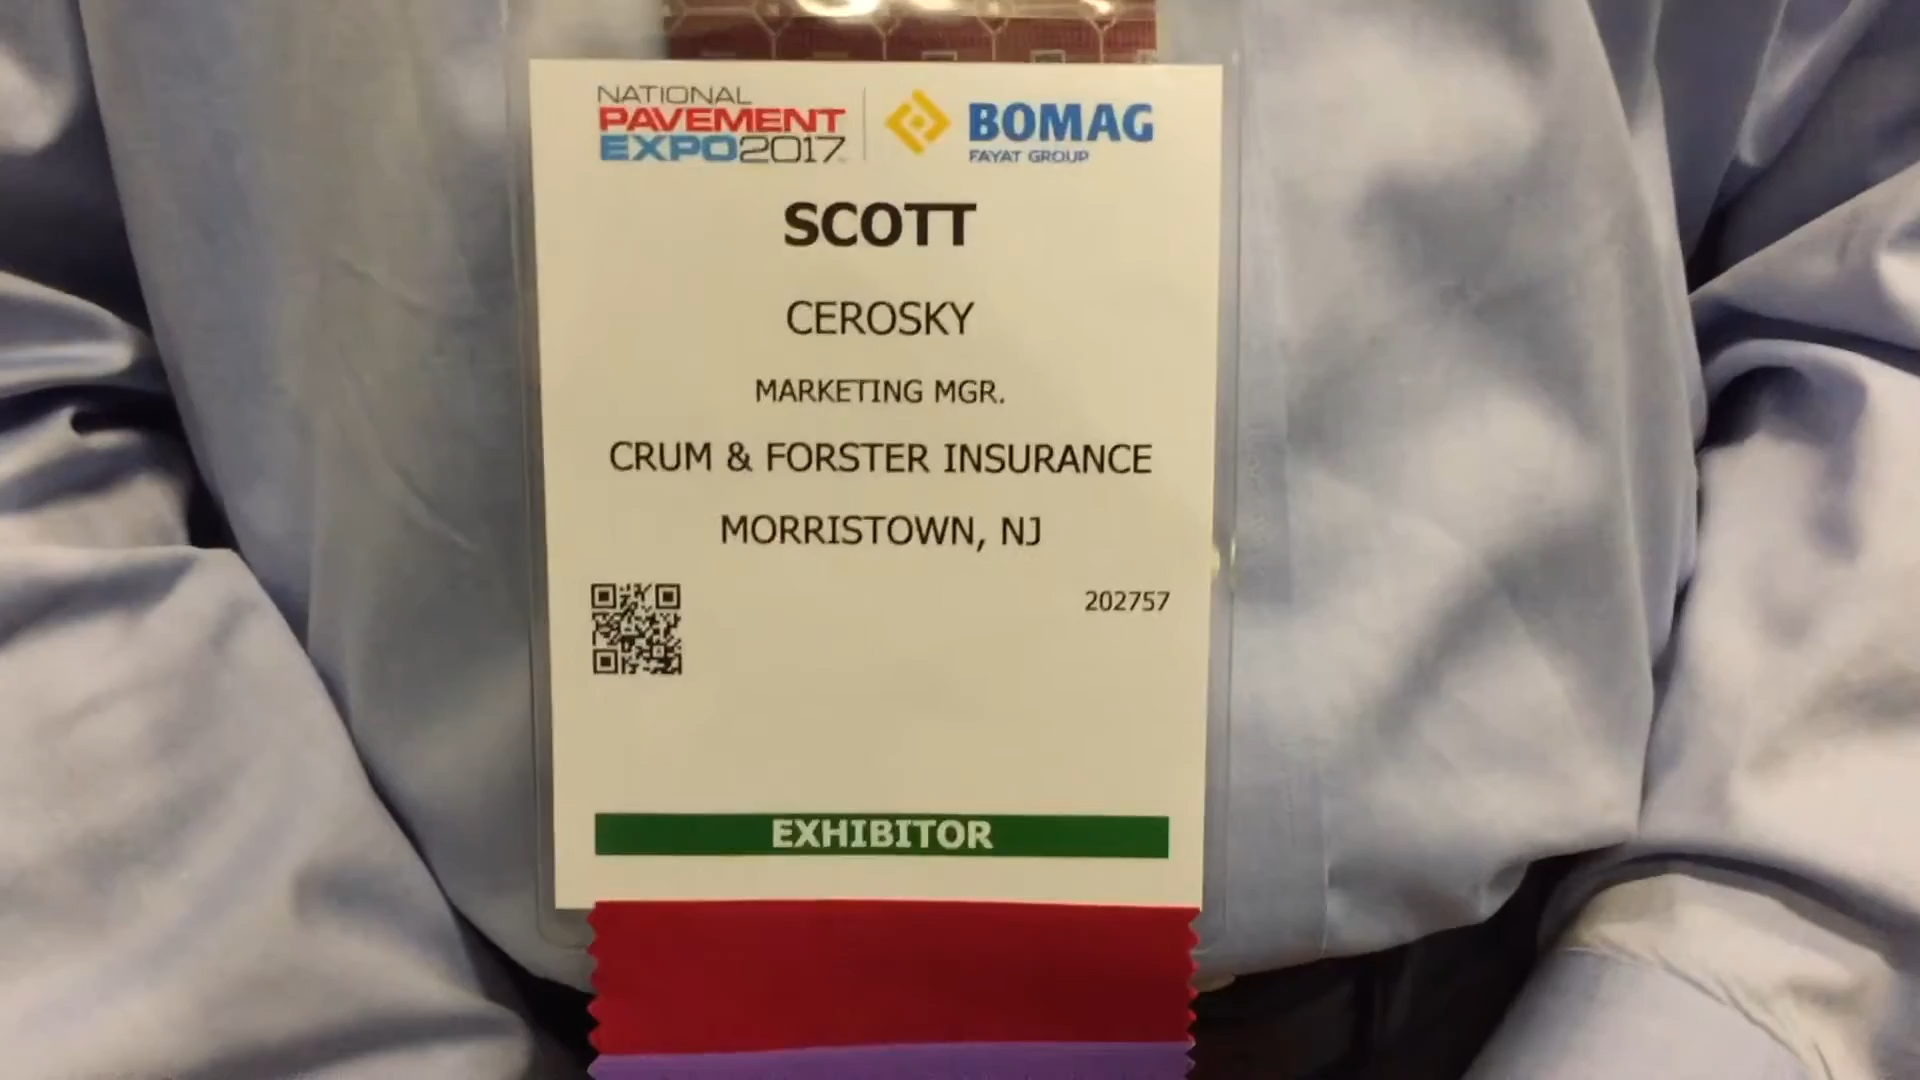 NATIONAL
PAVEMENT
EXPO2017
BOMAG
FAYAT GROUP
SCOTT
CEROSKY
MARKETING MGR.
CRUM & FORSTER INSURANCE
MORRISTOWN, NJ
202757
EXHIBITOR